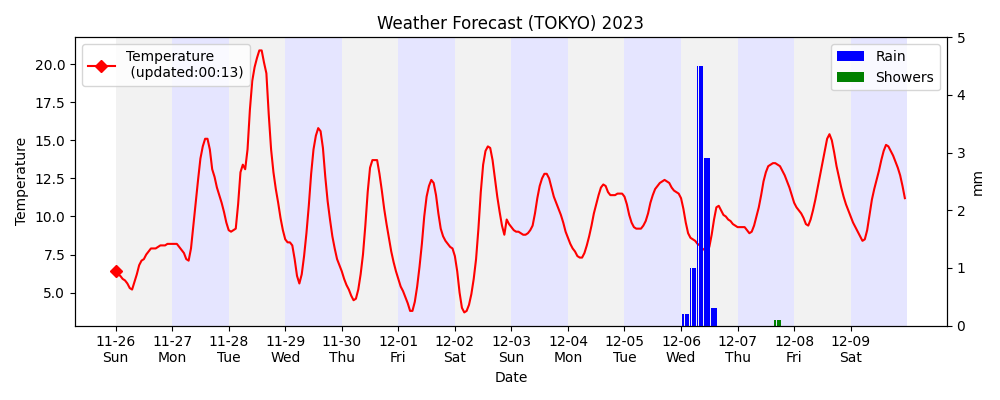 Weather Forecast (TOKYO) 2023
Temperature
(updated:00:13)
Rain
Showers
Temperature
20.0
17.5
15.0
12.5
10.0
7.5
5.0
5
4
3
2
1
0
mm
11-26 11-27 11-28 11-29 11-30 12-01 12-02 12-03 12-04 12-05 12-06 12-07 12-08 12-09
Sun Mon Tue Wed Thu Fri Sat Sun Mon Tue Wed Thu Fri Sat
Date